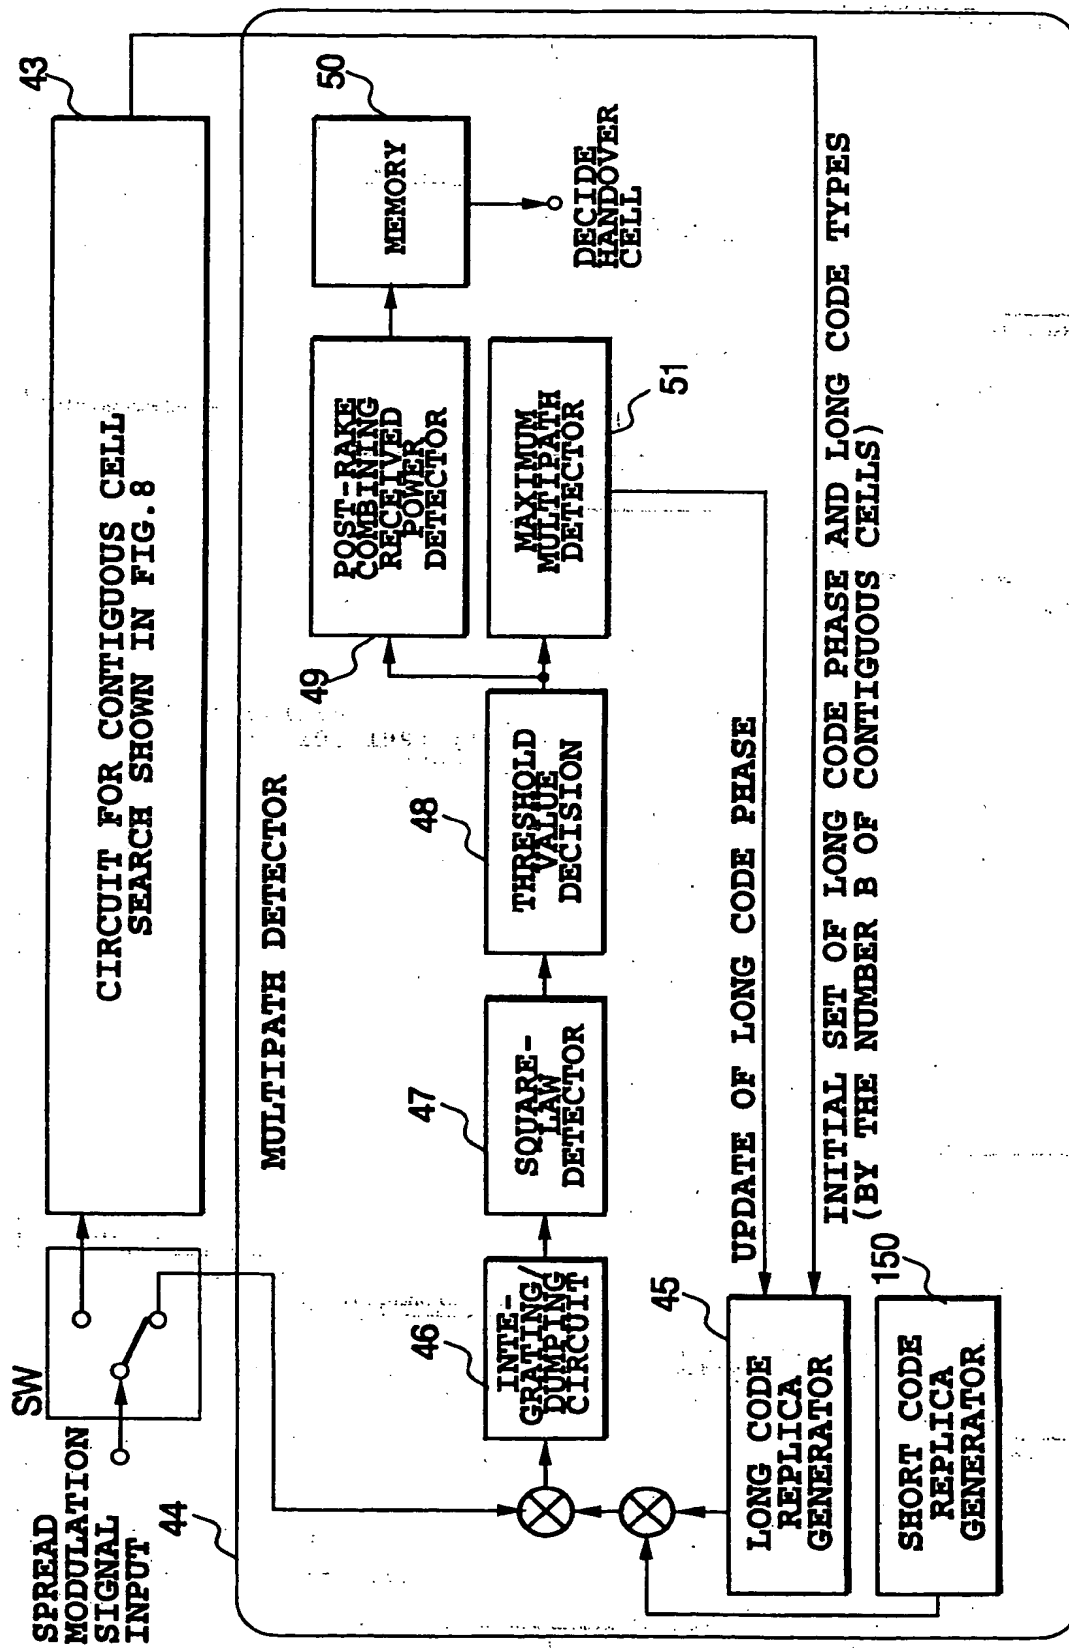 SPREAD
MODULATION
SIGNAL
INPUT
SW
43
CIRCUIT FOR CONTIGUOUS CELL
SEARCH SHOWN IN FIG.8
44
MULTIPATH DETECTOR
46
INTE-
GRATING/
DUMPING
CIRCUIT
47
SQUARE-
LAW
DETECTOR
48
THRESHOLD
VALUE
DECISION
49
POST-RAKE
COMBINING
RECEIVED
POWER
DETECTOR
50
MEMORY
DECIDE
HANDOVER
CELL
MAXIMUM
MULTIPATH
DETECTOR
51
UPDATE OF LONG CODE PHASE
45
LONG CODE
REPLICA
GENERATOR
INITIAL SET OF LONG CODE PHASE AND LONG CODE TYPES
(BY THE NUMBER B OF CONTIGUOUS CELLS)
150
SHORT CODE
REPLICA
GENERATOR